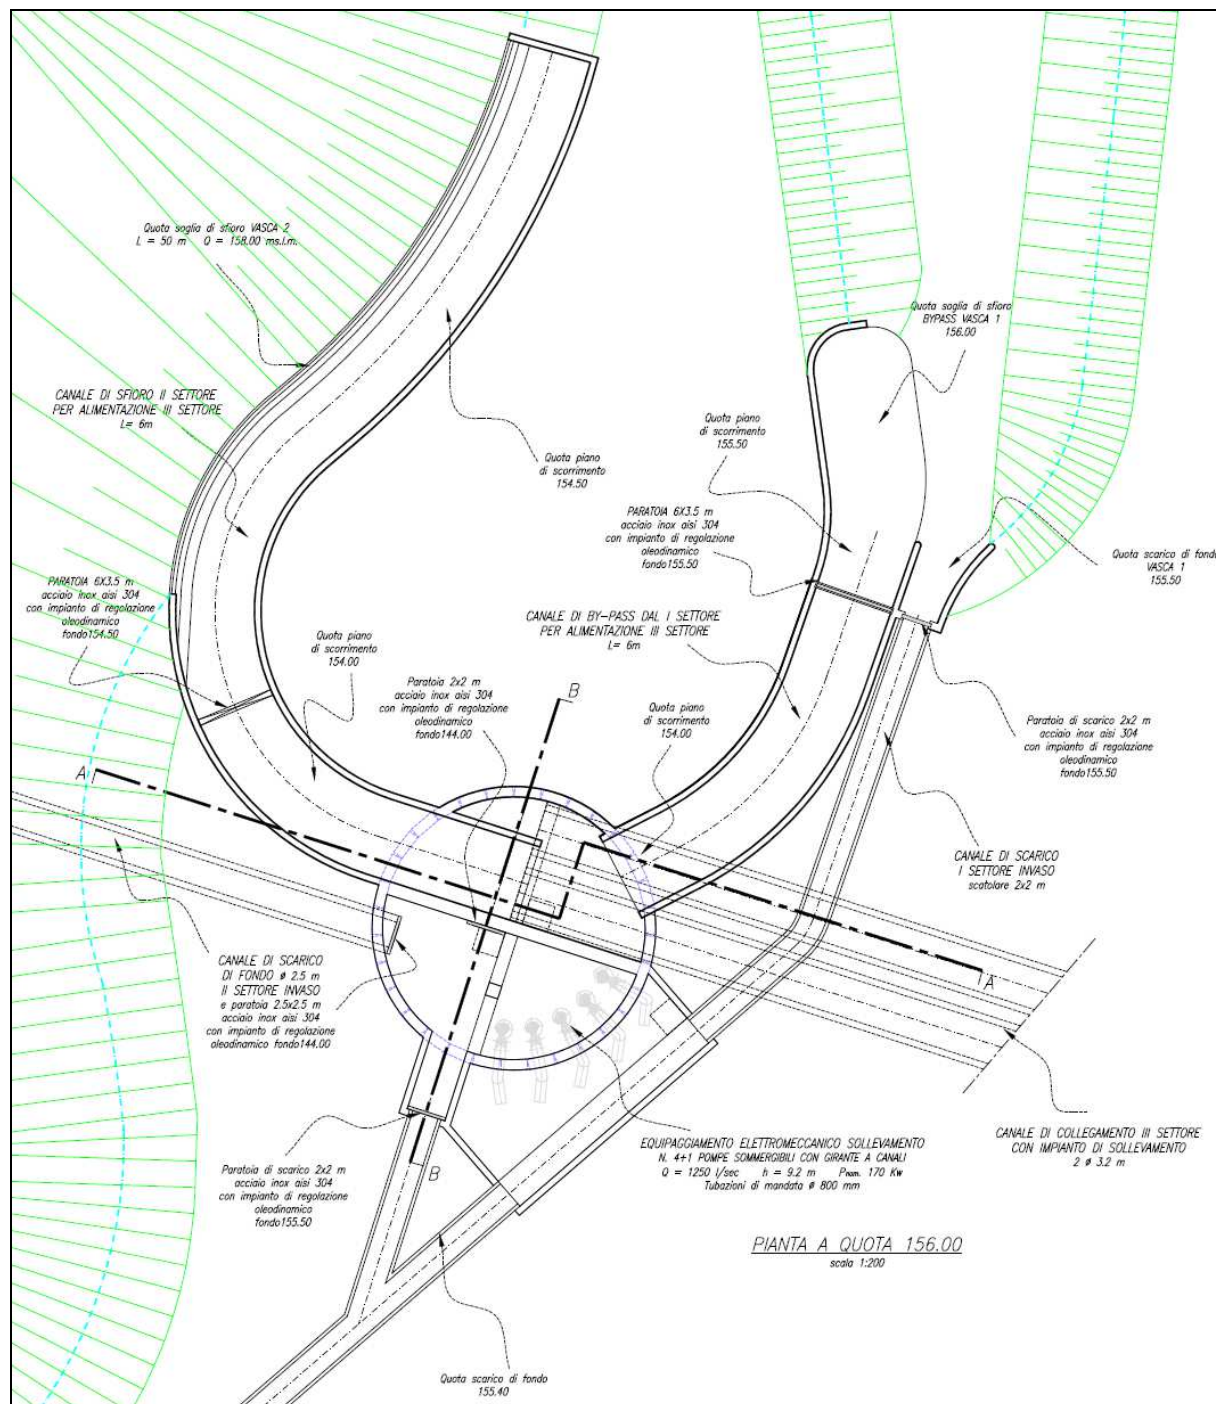 Quota soglia di sfioro VASCA 2
L = 50 m Q = 158.00 ms.l.m.
Quota soglia di sfioro
BYPASS VASCA 1
156.00
CANALE DI SFIORO II SETTORE
PER ALIMENTAZIONE III SETTORE
L= 6m
Quota piano
di scorrimento
155.50
Quota piano
di scorrimento
154.50
PARATOIA 6X3.5 m
acciaio inox aisi 304
con impianto di regolazione
oleodinamico
fondo155.50
Quota scarico di fondo
VASCA 1
155.50
PARATOIA 6X3.5 m
acciaio inox aisi 304
con impianto di regolazione
oleodinamico
fondo154.50
CANALE DI BY-PASS DAL I SETTORE
PER ALIMENTAZIONE III SETTORE
L= 6m
Quota piano
di scorrimento
154.00
Paratoia 2x2 m
acciaio inox aisi 304
con impianto di regolazione
oleodinamico
fondo144.00
B
Quota piano
di scorrimento
154.00
Paratoia di scarico 2x2 m
acciaio inox aisi 304
con impianto di regolazione
oleodinamico
fondo155.50
A
CANALE DI SCARICO
I SETTORE INVASO
scatolare 2x2 m
CANALE DI SCARICO
DI FONDO ø 2.5 m
II SETTORE INVASO
e paratoia 2.5x2.5 m
acciaio inox aisi 304
con impianto di regolazione
oleodinamico fondo144.00
A
EQUIPAGGIAMENTO ELETTROMECCANICO SOLLEVAMENTO
N. 4+1 POMPE SOMMERGIBILI CON GIRANTE A CANALI
Q = 1250 l/sec h = 9.2 m Pnom. 170 Kw
Tubazioni di mandata ø 800 mm
CANALE DI COLLEGAMENTO III SETTORE
CON IMPIANTO DI SOLLEVAMENTO
2 ø 3.2 m
B
Paratoia di scarico 2x2 m
acciaio inox aisi 304
con impianto di regolazione
oleodinamico
fondo155.50
PIANTA A QUOTA 156.00
scala 1:200
Quota scarico di fondo
155.40